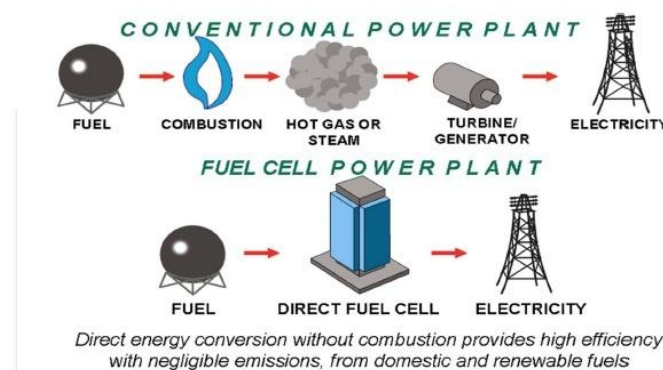 CONVENTIONAL POWER PLANT
FUEL
COMBUSTION
HOT GAS OR
STEAM
TURBINE/
GENERATOR
ELECTRICITY
FUEL CELL POWER PLANT
FUEL
DIRECT FUEL CELL
ELECTRICITY
Direct energy conversion without combustion provides high efficiency
with negligible emissions, from domestic and renewable fuels